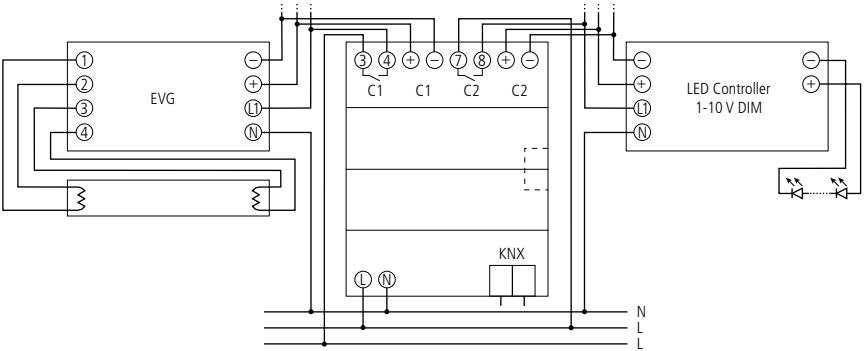 3 4 + − 7 8 + −
C1 C1 C2 C2
1 − − −
2 + + +
EVG
3 L1 L1
4 N N
LED Controller
1-10 V DIM
KNX
L N
N
L
L